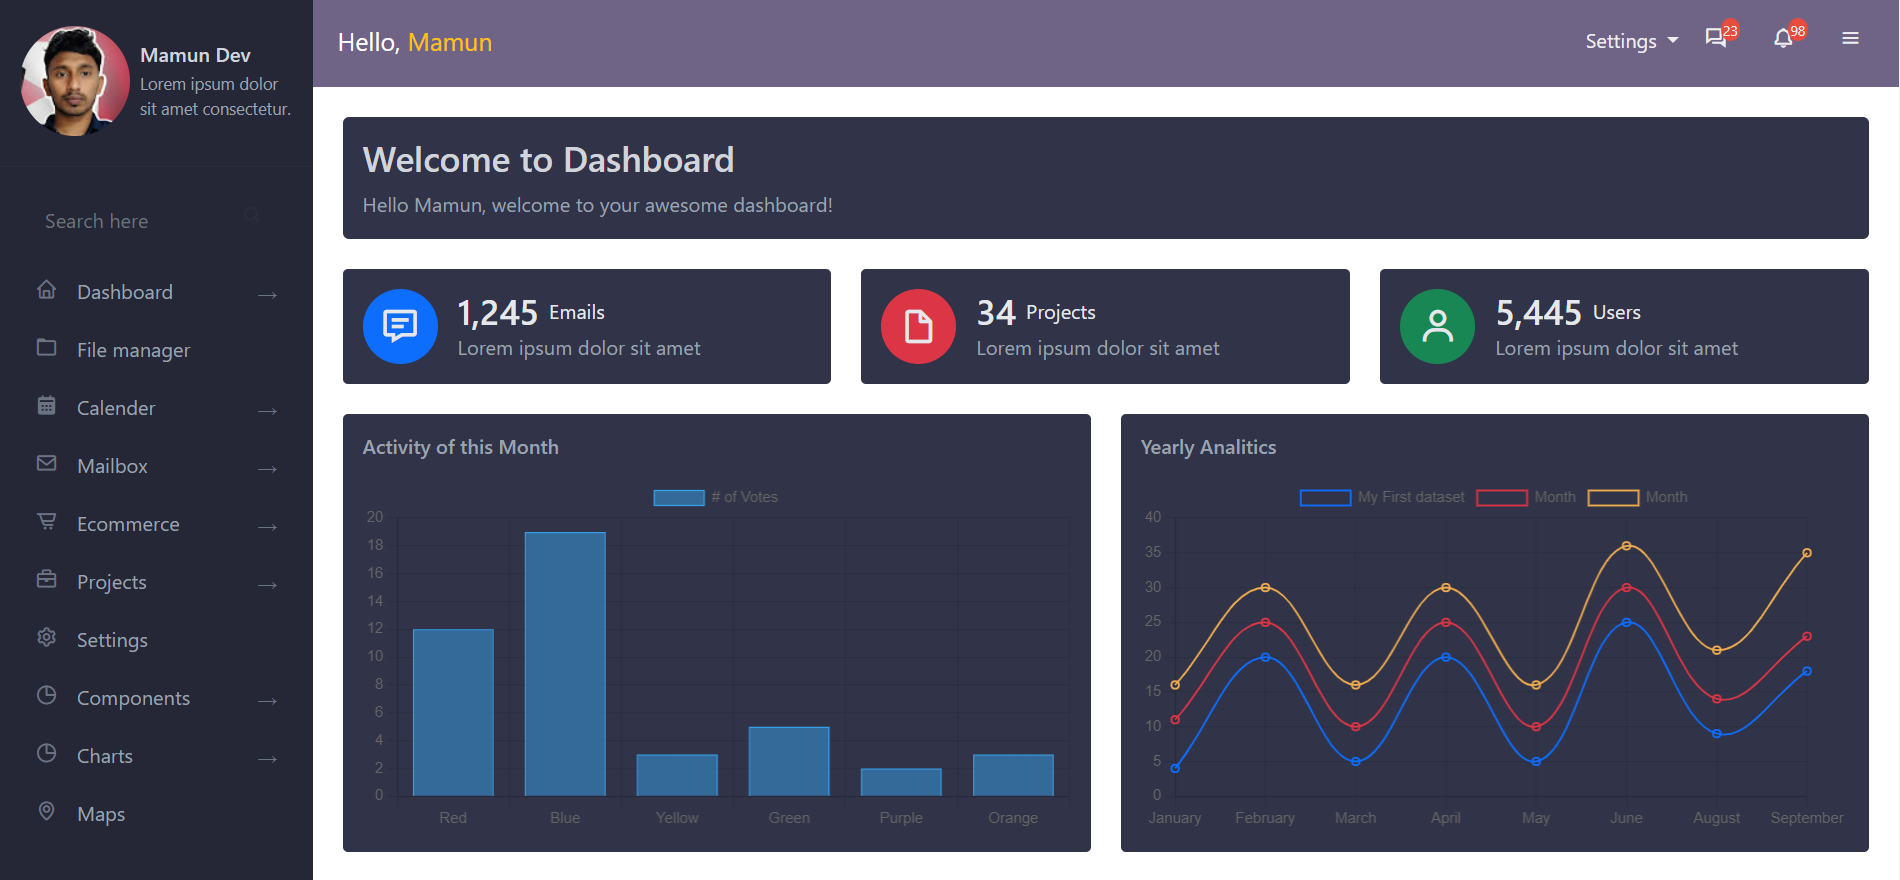 Mamun Dev
Lorem ipsum dolor
sit amet consectetur.
Search here
Dashboard →
File manager
Calender →
Mailbox →
Ecommerce →
Projects →
Settings
Components →
Charts →
Maps
Hello, Mamun
Settings
23
98
Welcome to Dashboard
Hello Mamun, welcome to your awesome dashboard!
1,245 Emails
Lorem ipsum dolor sit amet
34 Projects
Lorem ipsum dolor sit amet
5,445 Users
Lorem ipsum dolor sit amet
Activity of this Month
# of Votes
20
18
16
14
12
10
8
6
4
2
0
Red Blue Yellow Green Purple Orange
Yearly Analitics
My First dataset Month Month
40
35
30
25
20
15
10
5
0
January February March April May June August September